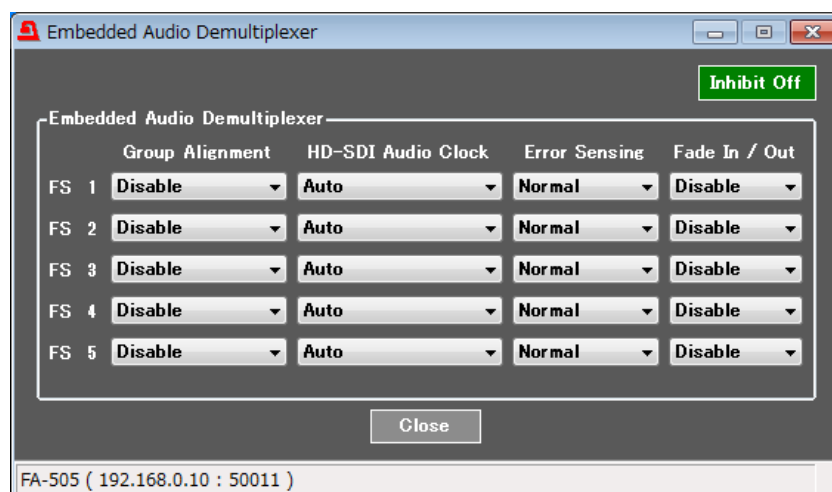 Embedded Audio Demultiplexer
Inhibit Off
Embedded Audio Demultiplexer
Group Alignment HD-SDI Audio Clock Error Sensing Fade In / Out
FS 1 Disable Auto Normal Disable
FS 2 Disable Auto Normal Disable
FS 3 Disable Auto Normal Disable
FS 4 Disable Auto Normal Disable
FS 5 Disable Auto Normal Disable
Close
FA-505 ( 192.168.0.10 : 50011 )